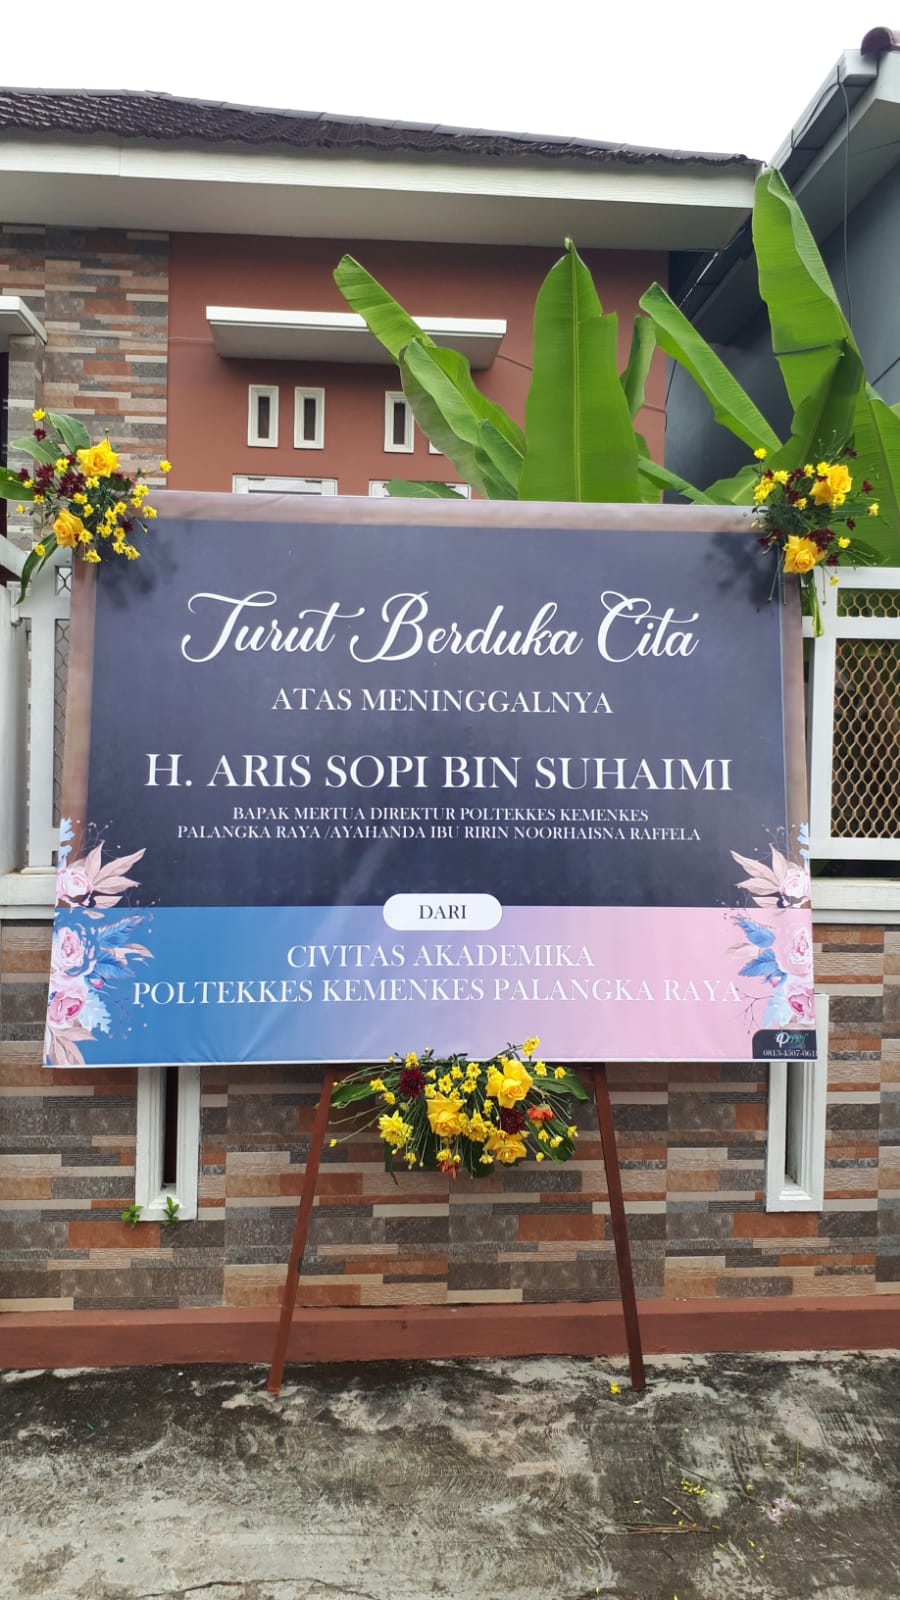 Turut Berduka Cita
ATAS MENINGGALNYA
H. ARIS SOPI BIN SUHAIMI
BAPAK MERTUA DIREKTUR POLTEKKES KEMENKES
PALANGKA RAYA /AYAHANDA IBU RIRIN NOORHAISNA RAFFELA
DARI
CIVITAS AKADEMIKA
POLTEKKES KEMENKES PALANGKA RAYA